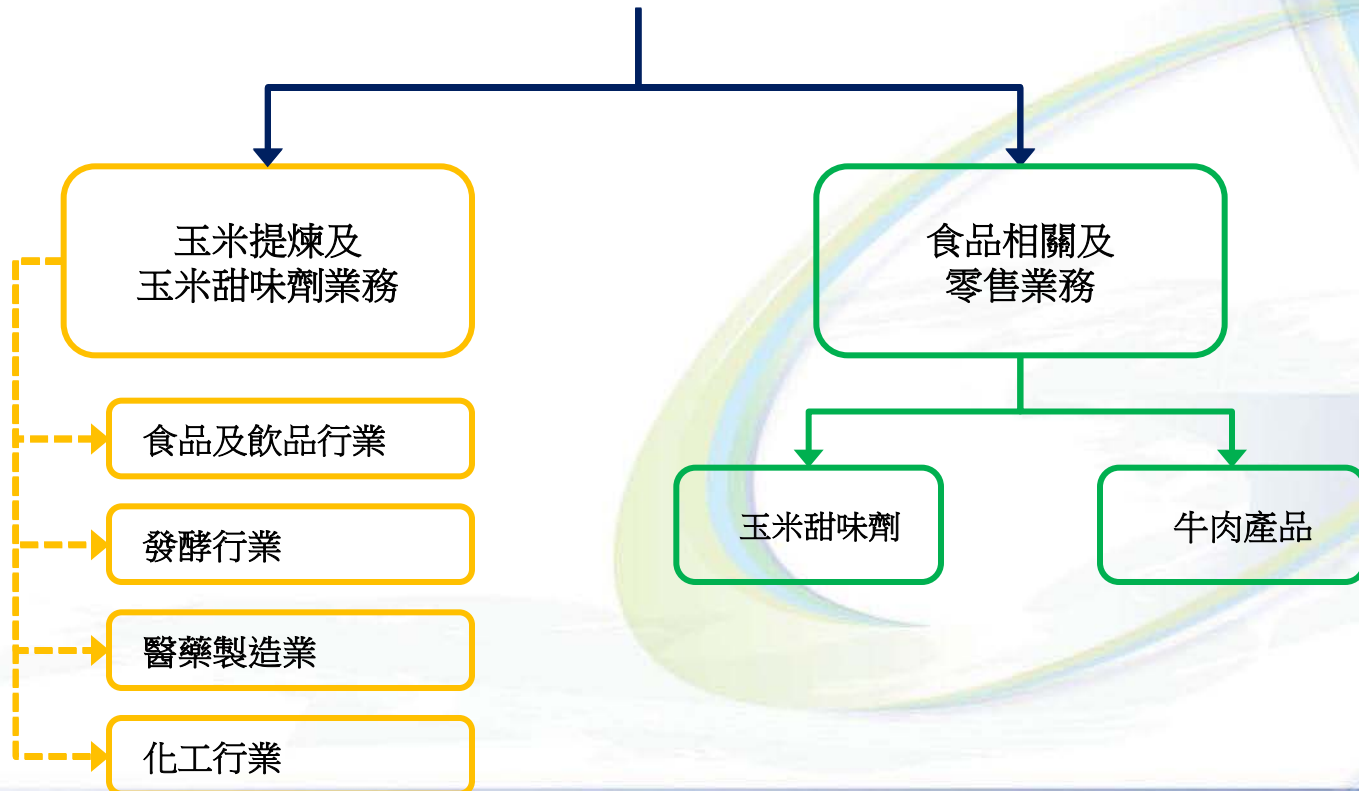 玉米提煉及
玉米甜味劑業務
食品及飲品行業
發酵行業
醫藥製造業
化工行業
食品相關及
零售業務
玉米甜味劑
牛肉產品